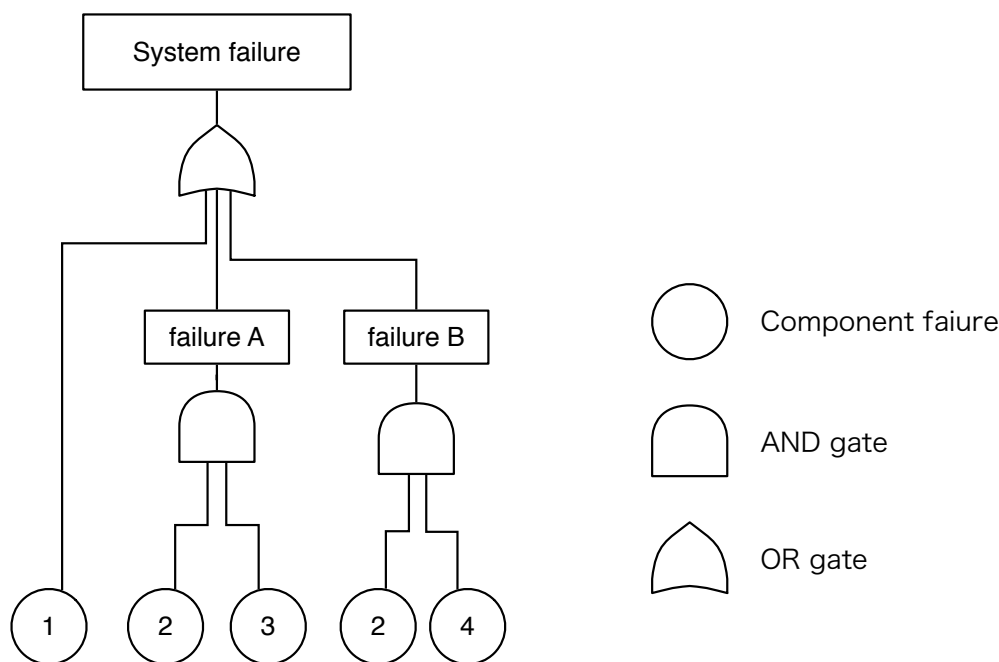 System failure
failure A
failure B
Component faiure
AND gate
OR gate
1
2
3
2
4